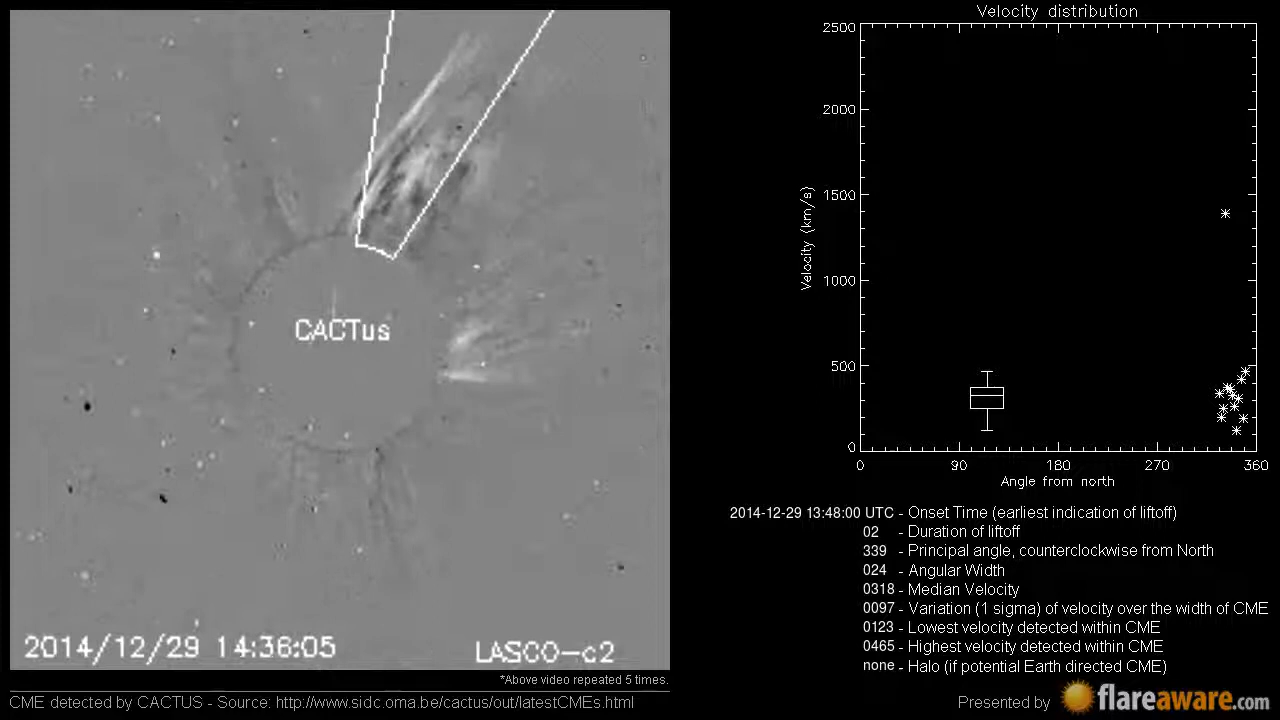 CACTus
2014/12/29 14:36:05
LASCO-c2
*Above video repeated 5 times.
CME detected by CACTUS - Source: http://www.sidc.oma.be/cactus/out/latestCMEs.html
Velocity distribution
2500
2000
1500
1000
500
0
Velocity (km/s)
0 90 180 270 360
Angle from north
2014-12-29 13:48:00 UTC - Onset Time (earliest indication of liftoff)
02 - Duration of liftoff
339 - Principal angle, counterclockwise from North
024 - Angular Width
0318 - Median Velocity
0097 - Variation (1 sigma) of velocity over the width of CME
0123 - Lowest velocity detected within CME
0465 - Highest velocity detected within CME
none - Halo (if potential Earth directed CME)
Presented by flareaware.com